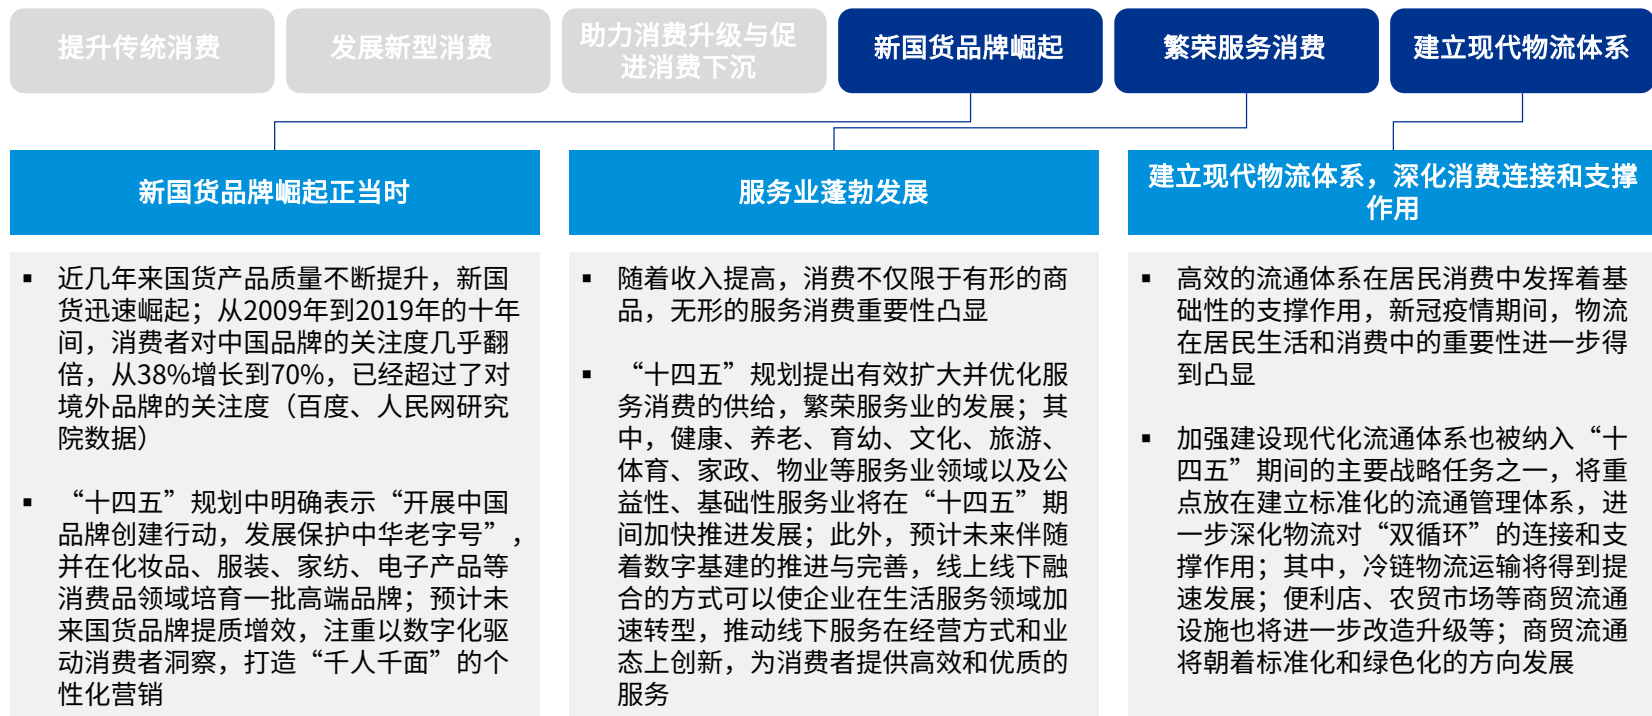 提升传统消费
发展新型消费
助力消费升级与促
进消费下沉
新国货品牌崛起
繁荣服务消费
建立现代物流体系
新国货品牌崛起正当时
▪ 近几年来国货产品质量不断提升，新国
货迅速崛起；从2009年到2019年的十年
间，消费者对中国品牌的关注度几乎翻
倍，从38%增长到70%，已经超过了对
境外品牌的关注度（百度、人民网研究
院数据）
▪ “十四五”规划中明确表示“开展中国
品牌创建行动，发展保护中华老字号”，
并在化妆品、服装、家纺、电子产品等
消费品领域培育一批高端品牌；预计未
来国货品牌提质增效，注重以数字化驱
动消费者洞察，打造“千人千面”的个
性化营销
服务业蓬勃发展
▪ 随着收入提高，消费不仅限于有形的商
品，无形的服务消费重要性凸显
▪ “十四五”规划提出有效扩大并优化服
务消费的供给，繁荣服务业的发展；其
中，健康、养老、育幼、文化、旅游、
体育、家政、物业等服务业领域以及公
益性、基础性服务业将在“十四五”期
间加快推进发展；此外，预计未来伴随
着数字基建的推进与完善，线上线下融
合的方式可以使企业在生活服务领域加
速转型，推动线下服务在经营方式和业
态上创新，为消费者提供高效和优质的
服务
建立现代物流体系，深化消费连接和支撑
作用
▪ 高效的流通体系在居民消费中发挥着基
础性的支撑作用，新冠疫情期间，物流
在居民生活和消费中的重要性进一步得
到凸显
▪ 加强建设现代化流通体系也被纳入“十
四五”期间的主要战略任务之一，将重
点放在建立标准化的流通管理体系，进
一步深化物流对“双循环”的连接和支
撑作用；其中，冷链物流运输将得到提
速发展；便利店、农贸市场等商贸流通
设施也将进一步改造升级等；商贸流通
将朝着标准化和绿色化的方向发展